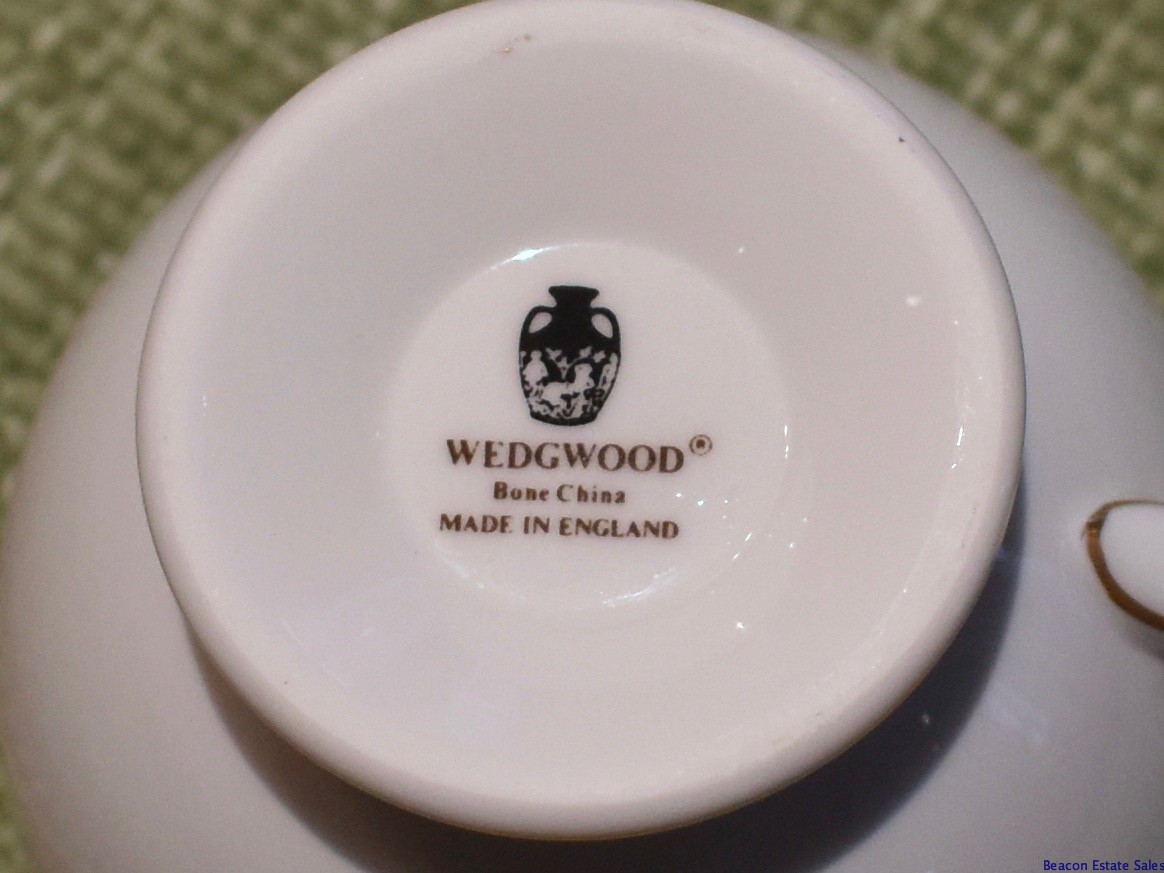 WEDGWOOD®
Bone China
MADE IN ENGLAND
Beacon Estate Sales